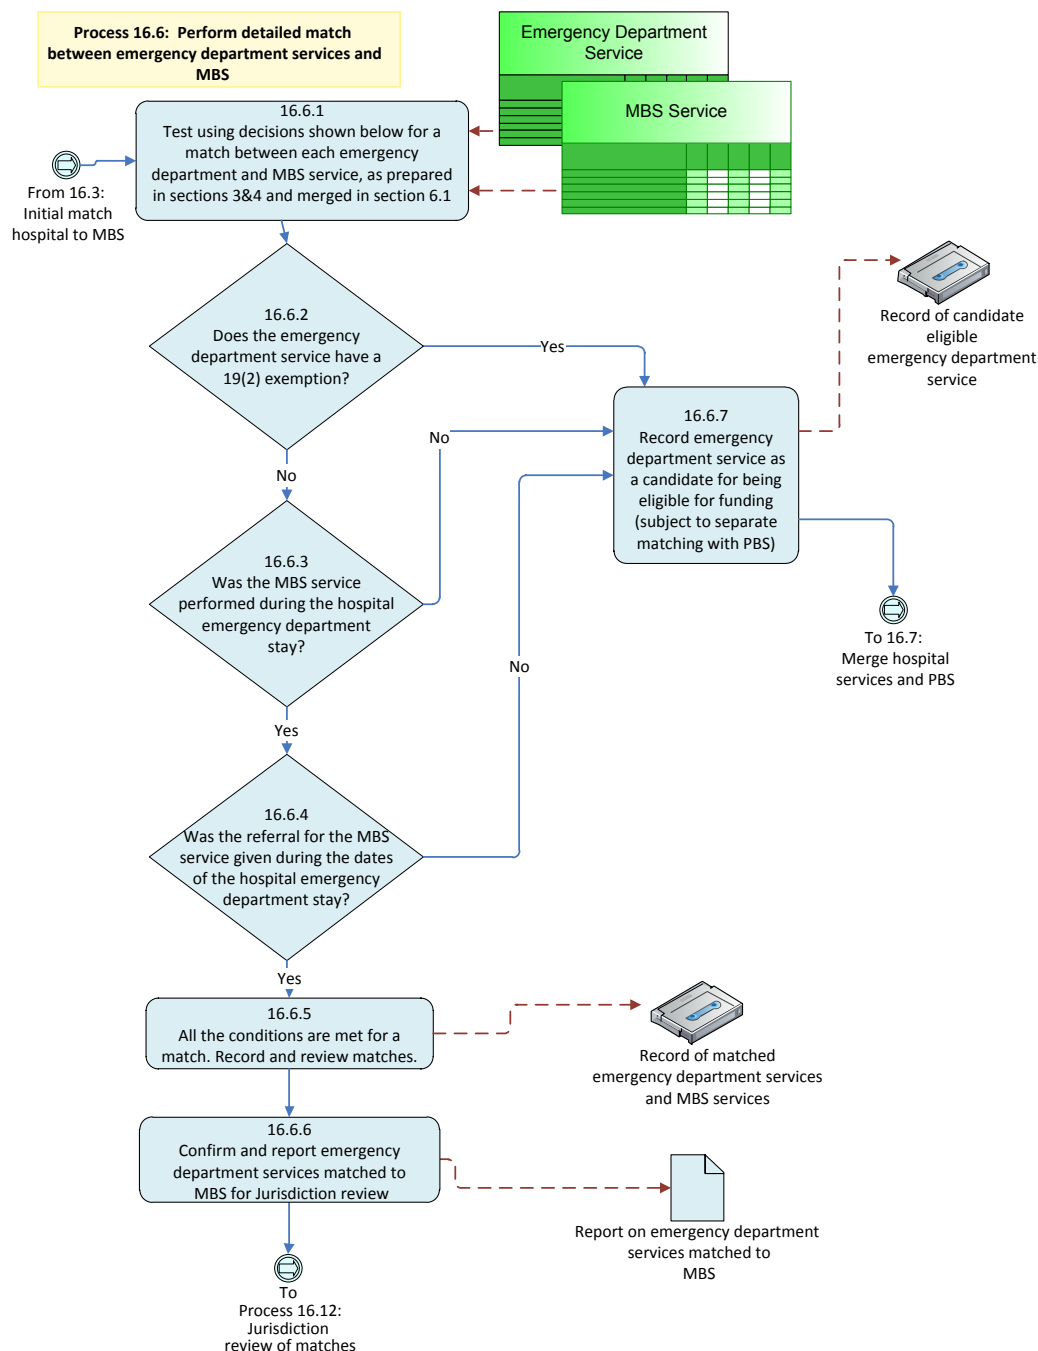 Process 16.6:  Perform detailed match
between emergency department services and
MBS
Emergency Department
Service
MBS Service
16.6.1
Test using decisions shown below for a
match between each emergency
department and MBS service, as prepared
in sections 3&4 and merged in section 6.1
From 16.3:
Initial match
hospital to MBS
16.6.2
Does the emergency
department service have a
19(2) exemption?
Yes
No
Record of candidate
eligible
emergency department
service
16.6.7
Record emergency
department service as
a candidate for being
eligible for funding
(subject to separate
matching with PBS)
No
16.6.3
Was the MBS service
performed during the hospital
emergency department
stay?
Yes
No
To 16.7:
Merge hospital
services and PBS
16.6.4
Was the referral for the MBS
service given during the dates
of the hospital emergency
department stay?
Yes
16.6.5
All the conditions are met for a
match. Record and review matches.
Record of matched
emergency department services
and MBS services
16.6.6
Confirm and report emergency
department services matched to
MBS for Jurisdiction review
Report on emergency department
services matched to
MBS
To
Process 16.12:
Jurisdiction
review of matches